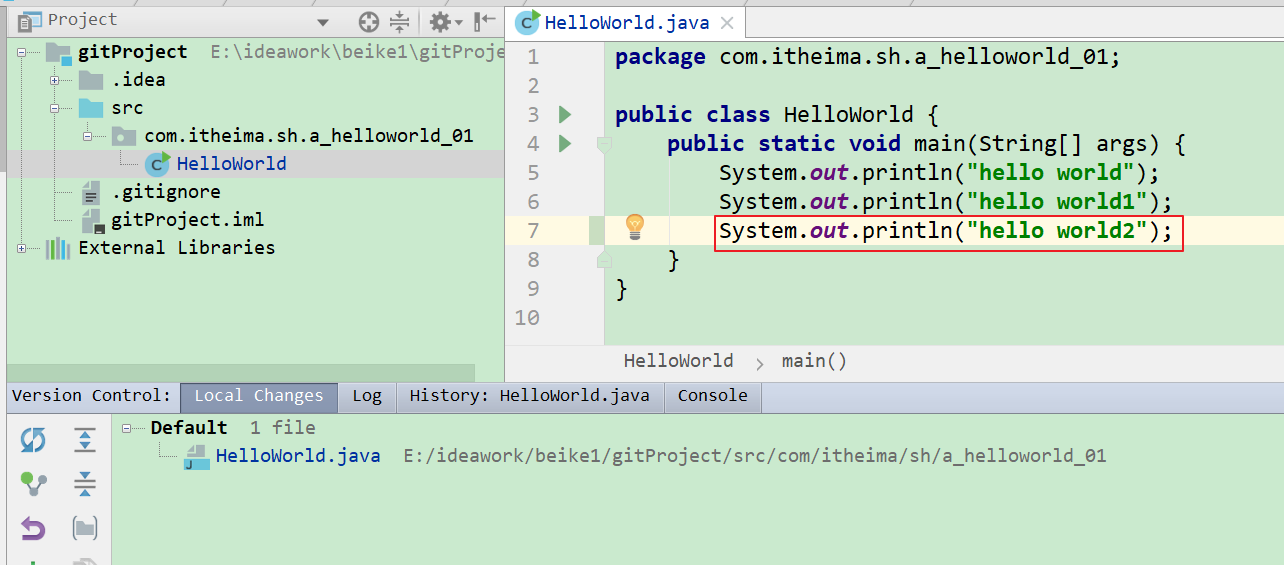 Project
gitProject E:\ideawork\beike1\gitProje
.idea
src
com.itheima.sh.a_helloworld_01
C HelloWorld
.gitignore
gitProject.iml
External Libraries
C HelloWorld.java
1 package com.itheima.sh.a_helloworld_01;
2
3 public class HelloWorld {
4 public static void main(String[] args) {
5 System.out.println("hello world");
6 System.out.println("hello world1");
7 System.out.println("hello world2");
8 }
9 }
10
HelloWorld > main()
Version Control: Local Changes Log History: HelloWorld.java Console
Default 1 file
J HelloWorld.java E:/ideawork/beike1/gitProject/src/com/itheima/sh/a_helloworld_01